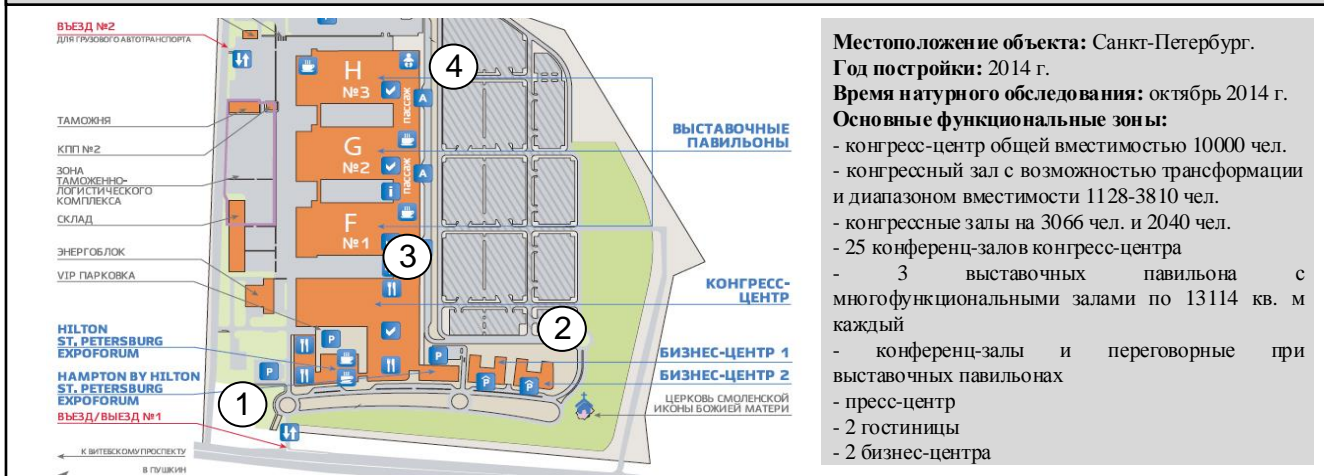 ВЪЕЗД №2
ДЛЯ ГРУЗОВОГО АВТОТРАНСПОРТА
ТАМОЖНЯ
КПП №2
ЗОНА
ТАМОЖЕННО-
ЛОГИСТИЧЕСКОГО
КОМПЛЕКСА
СКЛАД
ЭНЕРГОБЛОК
VIP ПАРКОВКА
HILTON
ST. PETERSBURG
EXPOFORUM
HAMPTON BY HILTON
ST. PETERSBURG
EXPOFORUM
ВЪЕЗД/ВЫЕЗД №1
К ВИТЕБСКОМУ ПРОСПЕКТУ
В ПУШКИН
H
№3
пассаж
A
G
№2
пассаж
A
i
F
№1
P
P
P
1
2
3
4
ВЫСТАВОЧНЫЕ
ПАВИЛЬОНЫ
КОНГРЕСС-
ЦЕНТР
БИЗНЕС-ЦЕНТР 1
БИЗНЕС-ЦЕНТР 2
ЦЕРКОВЬ СМОЛЕНСКОЙ
ИКОНЫ БОЖИЕЙ МАТЕРИ
Местоположение объекта: Санкт-Петербург.
Год постройки: 2014 г.
Время натурного обследования: октябрь 2014 г.
Основные функциональные зоны:
- конгресс-центр общей вместимостью 10000 чел.
- конгрессный зал с возможностью трансформации
и диапазоном вместимости 1128-3810 чел.
- конгрессные залы на 3066 чел. и 2040 чел.
- 25 конференц-залов конгресс-центра
- 3 выставочных павильона с
многофункциональными залами по 13114 кв. м
каждый
- конференц-залы и переговорные при
выставочных павильонах
- пресс-центр
- 2 гостиницы
- 2 бизнес-центра